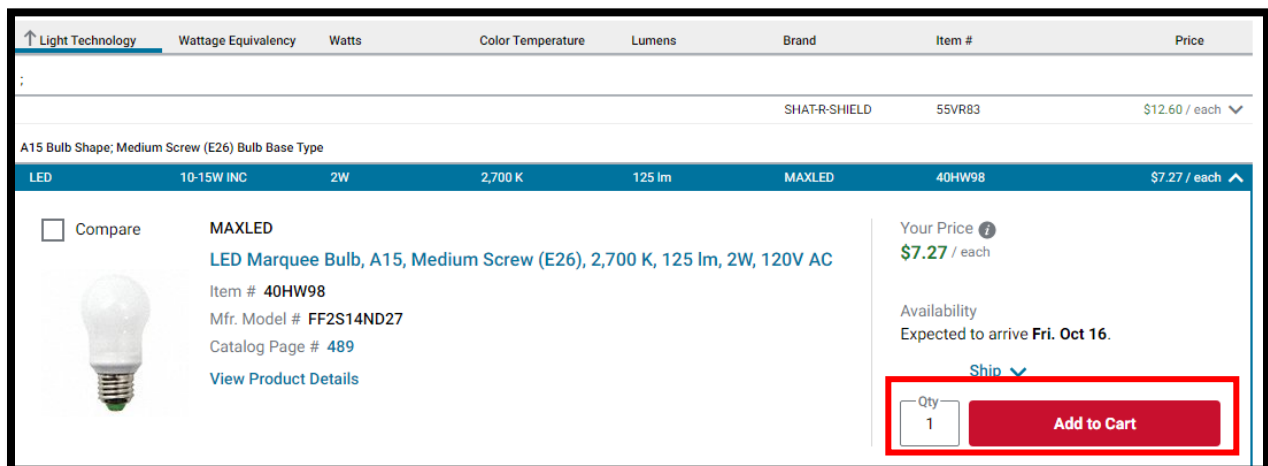 ↑ Light Technology Wattage Equivalency Watts Color Temperature Lumens Brand Item # Price
;
SHAT-R-SHIELD 55VR83 $12.60 / each
A15 Bulb Shape; Medium Screw (E26) Bulb Base Type
LED 10-15W INC 2W 2,700 K 125 lm MAXLED 40HW98 $7.27 / each
Compare
MAXLED
LED Marquee Bulb, A15, Medium Screw (E26), 2,700 K, 125 lm, 2W, 120V AC
Item # 40HW98
Mfr. Model # FF2S14ND27
Catalog Page # 489
View Product Details
Your Price i
$7.27 / each
Availability
Expected to arrive Fri. Oct 16.
Ship
Qty
1
Add to Cart